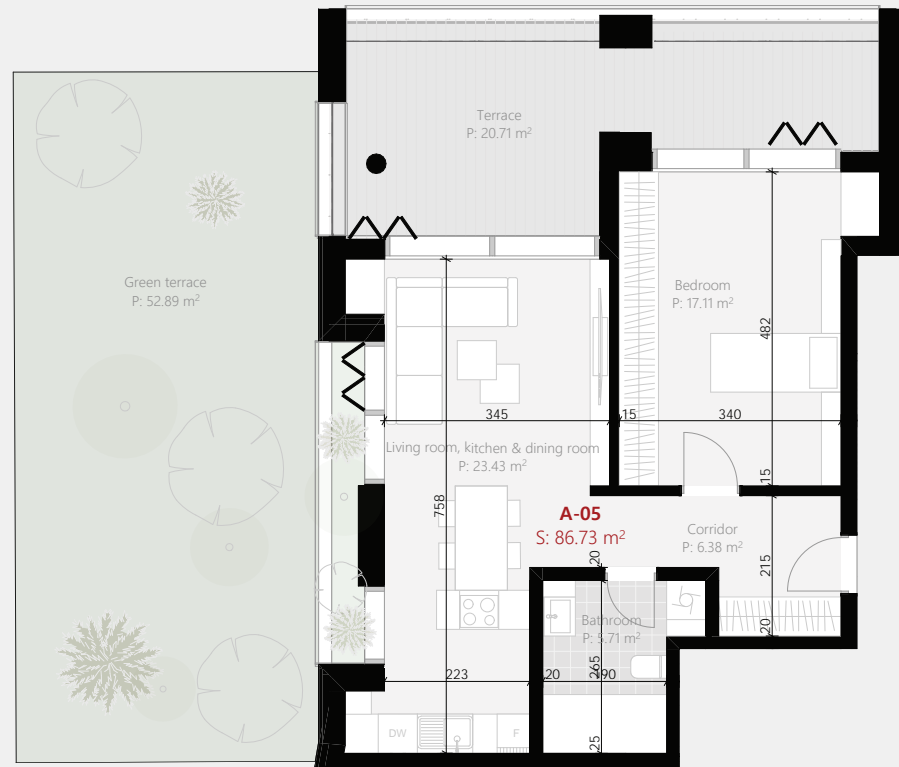 Terrace
P: 20.71 m²
Green terrace
P: 52.89 m²
Bedroom
P: 17.11 m²
482
345
15
340
Living room, kitchen & dining room
P: 23.43 m²
15
758
A-05
S: 86.73 m²
Corridor
P: 6.38 m²
20
215
Bathroom
P: 5.71 m²
20
265
223
20
190
DW
F
25